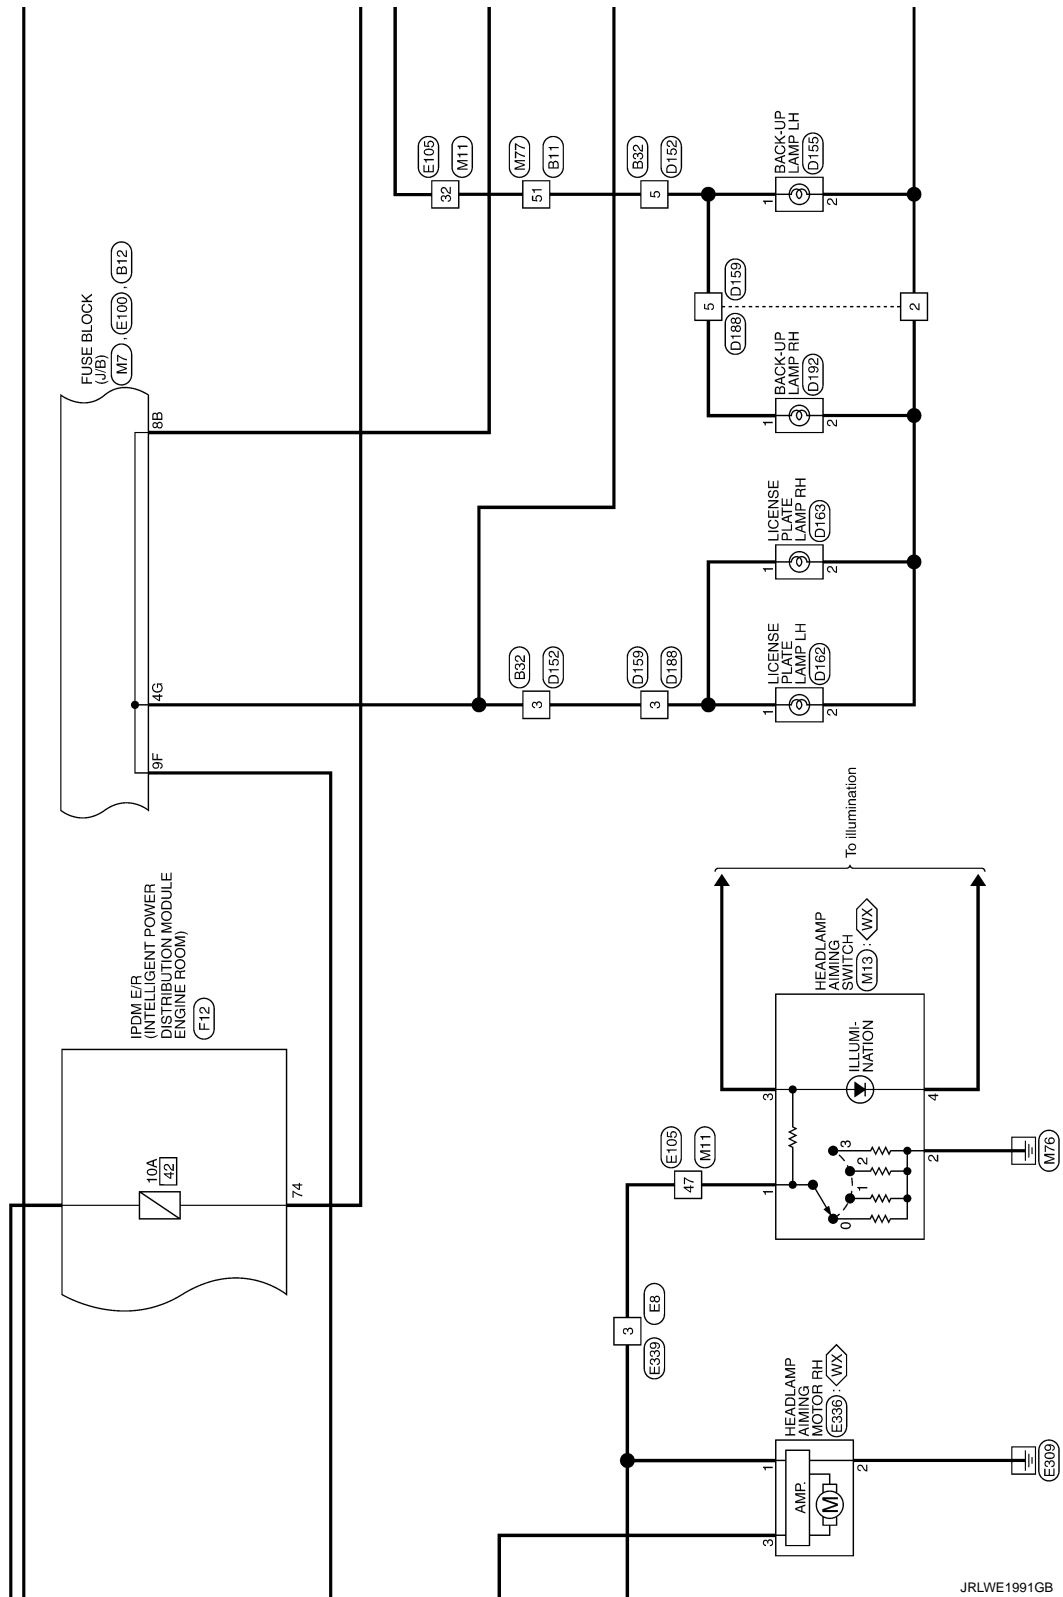 E105
M11
32
M77
B11
51
B32
D152
5
BACK-UP
LAMP LH
D155
1
2
FUSE BLOCK
(J/B)
M7 , E100 , B12
8B
4G
9F
5
D159
D188
2
BACK-UP
LAMP RH
D192
1
2
LICENSE
PLATE
LAMP RH
D163
1
2
B32
D152
3
D159
D188
3
LICENSE
PLATE
LAMP LH
D162
1
2
IPDM E/R
(INTELLIGENT POWER
DISTRIBUTION MODULE
ENGINE ROOM)
F12
10A
42
74
To illumination
HEADLAMP
AIMING
SWITCH
M13 : WX
ILLUMI-
NATION
3
4
1
2
0
1
2
3
M76
E105
M11
47
3
E8
E339
HEADLAMP
AIMING
MOTOR RH
E336 : WX
AMP.
M
1
2
3
E309
JRLWE1991GB